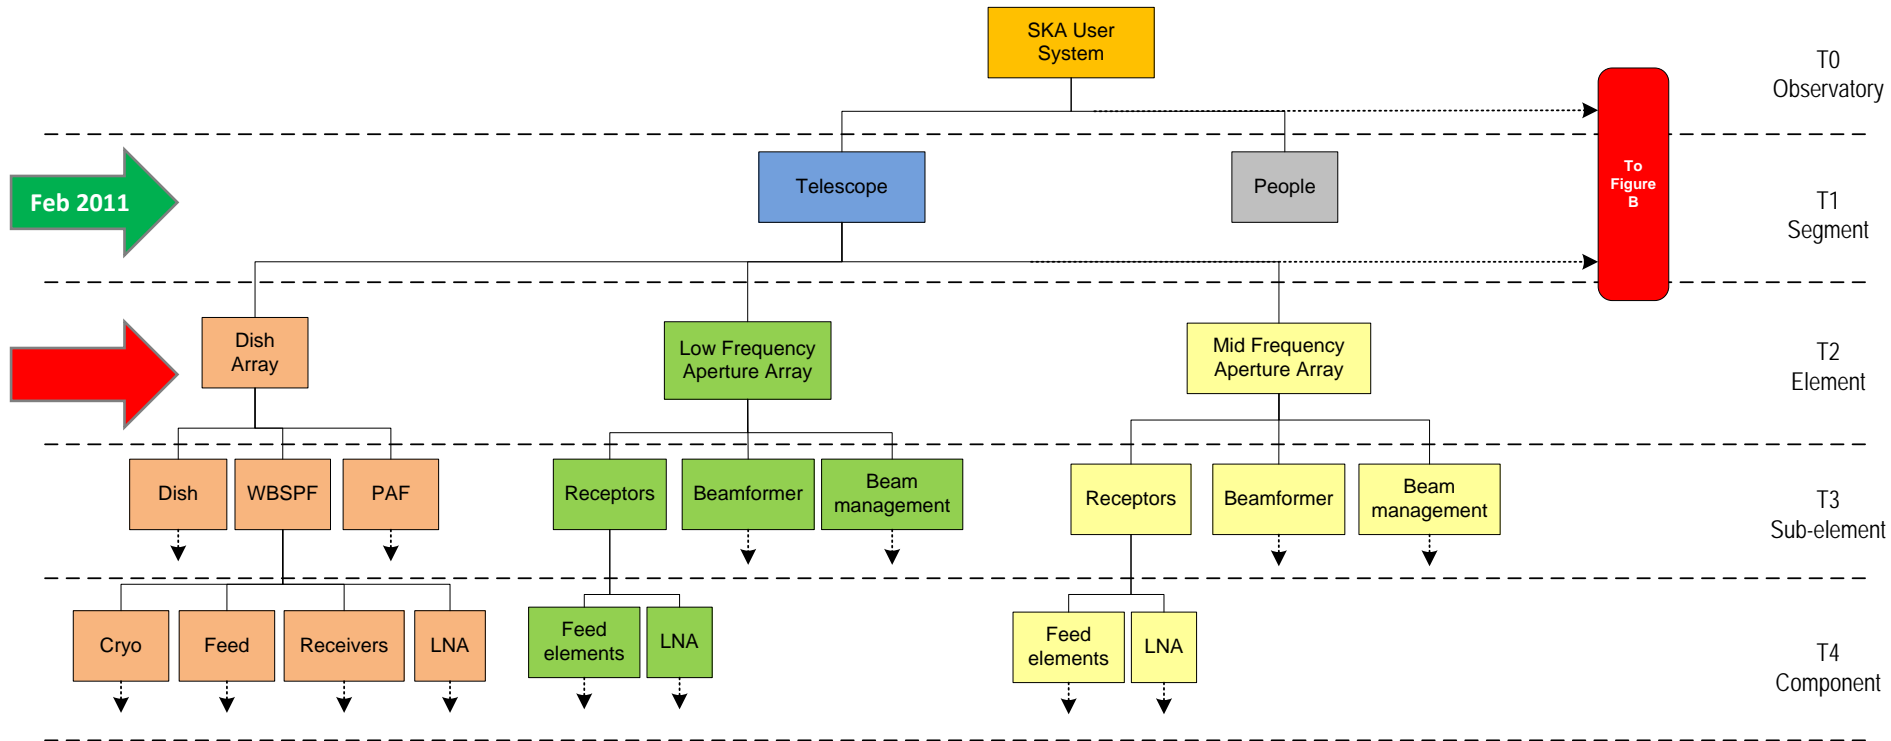 SKA User
System
T0
Observatory
Feb 2011
Telescope
People
To
Figure
B
T1
Segment
Dish
Array
Low Frequency
Aperture Array
Mid Frequency
Aperture Array
T2
Element
Dish
WBSPF
PAF
Receptors
Beamformer
Beam
management
Receptors
Beamformer
Beam
management
T3
Sub-element
Cryo
Feed
Receivers
LNA
Feed
elements
LNA
Feed
elements
LNA
T4
Component